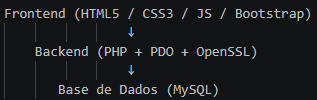 Frontend (HTML5 / CSS3 / JS / Bootstrap)
↓
Backend (PHP + PDO + OpenSSL)
↓
Base de Dados (MySQL)